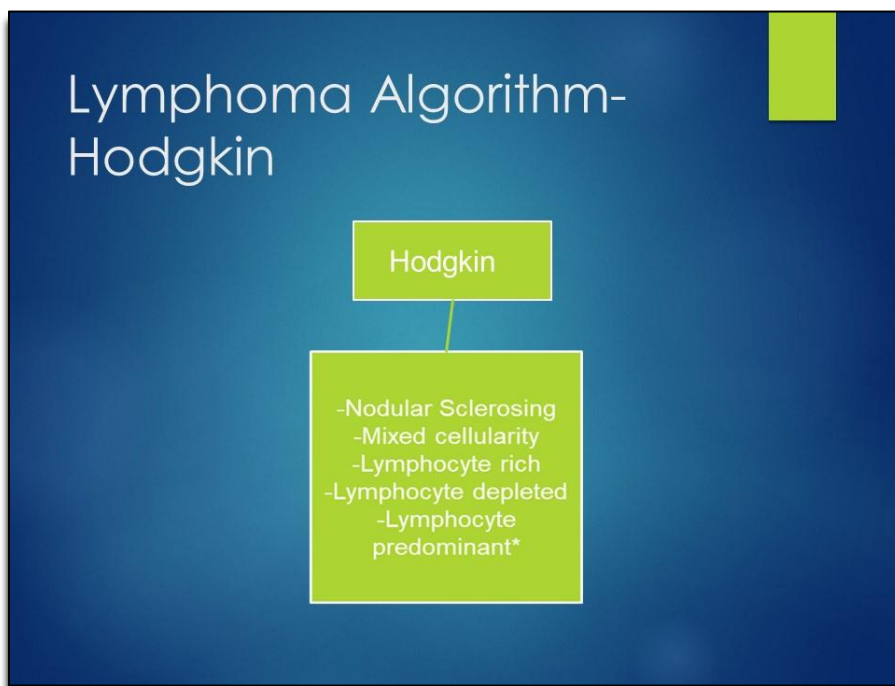 Lymphoma Algorithm-
Hodgkin
Hodgkin
-Nodular Sclerosing
-Mixed cellularity
-Lymphocyte rich
-Lymphocyte depleted
-Lymphocyte
predominant*